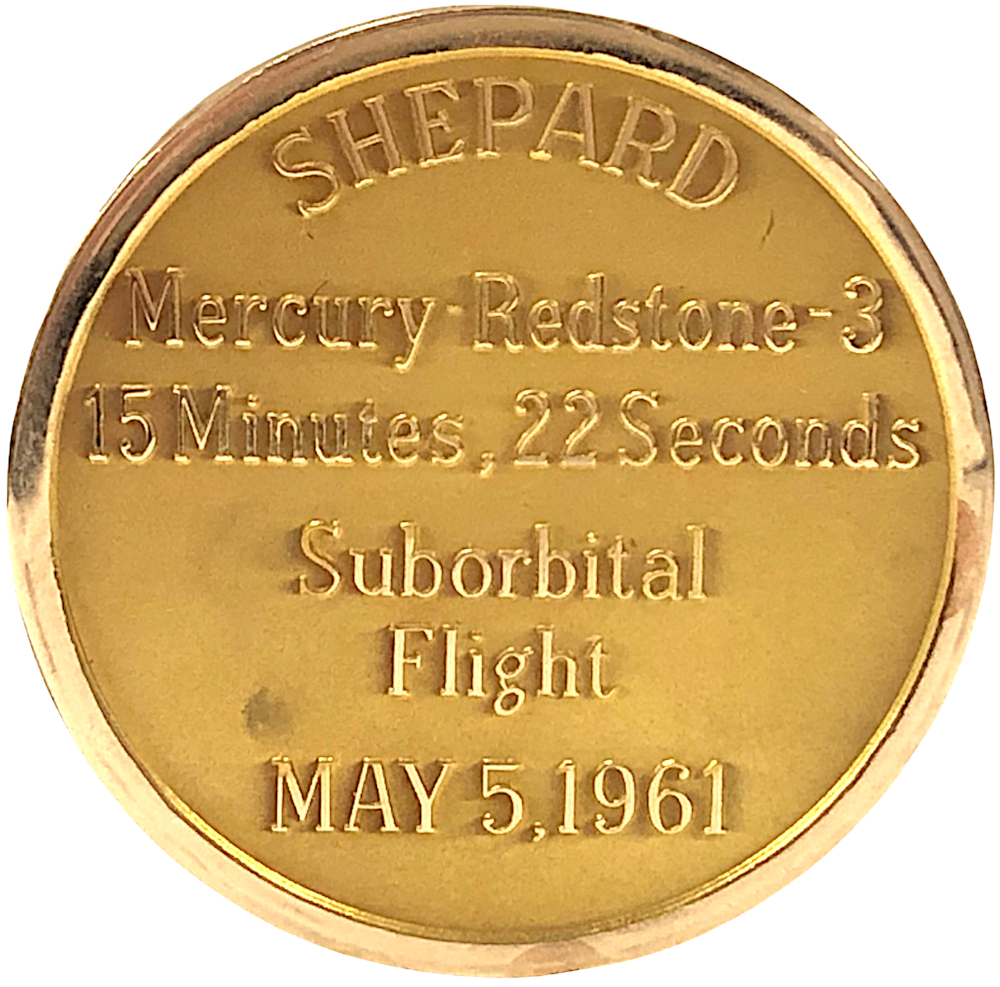 SHEPARD
Mercury-Redstone-3
15 Minutes, 22 Seconds
Suborbital
Flight
MAY 5, 1961